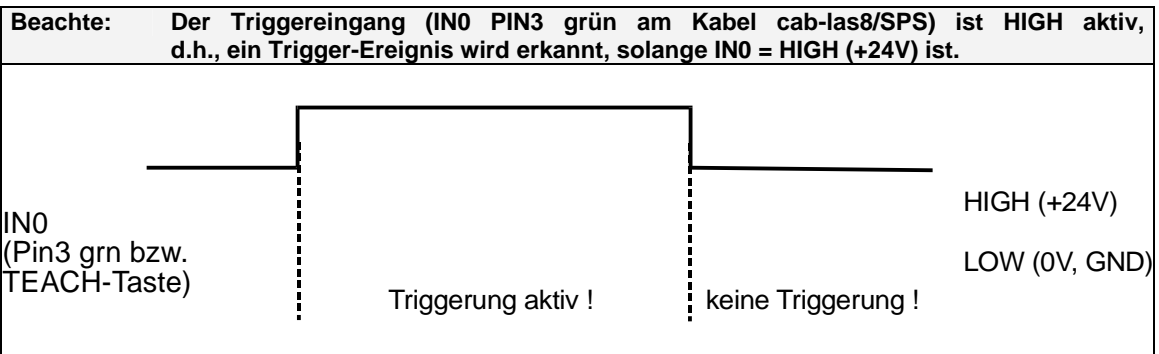 Beachte: Der Triggereingang (IN0 PIN3 grün am Kabel cab-las8/SPS) ist HIGH aktiv,
d.h., ein Trigger-Ereignis wird erkannt, solange IN0 = HIGH (+24V) ist.
HIGH (+24V)
IN0
(Pin3 grn bzw.
TEACH-Taste)
LOW (0V, GND)
Triggerung aktiv !
keine Triggerung !